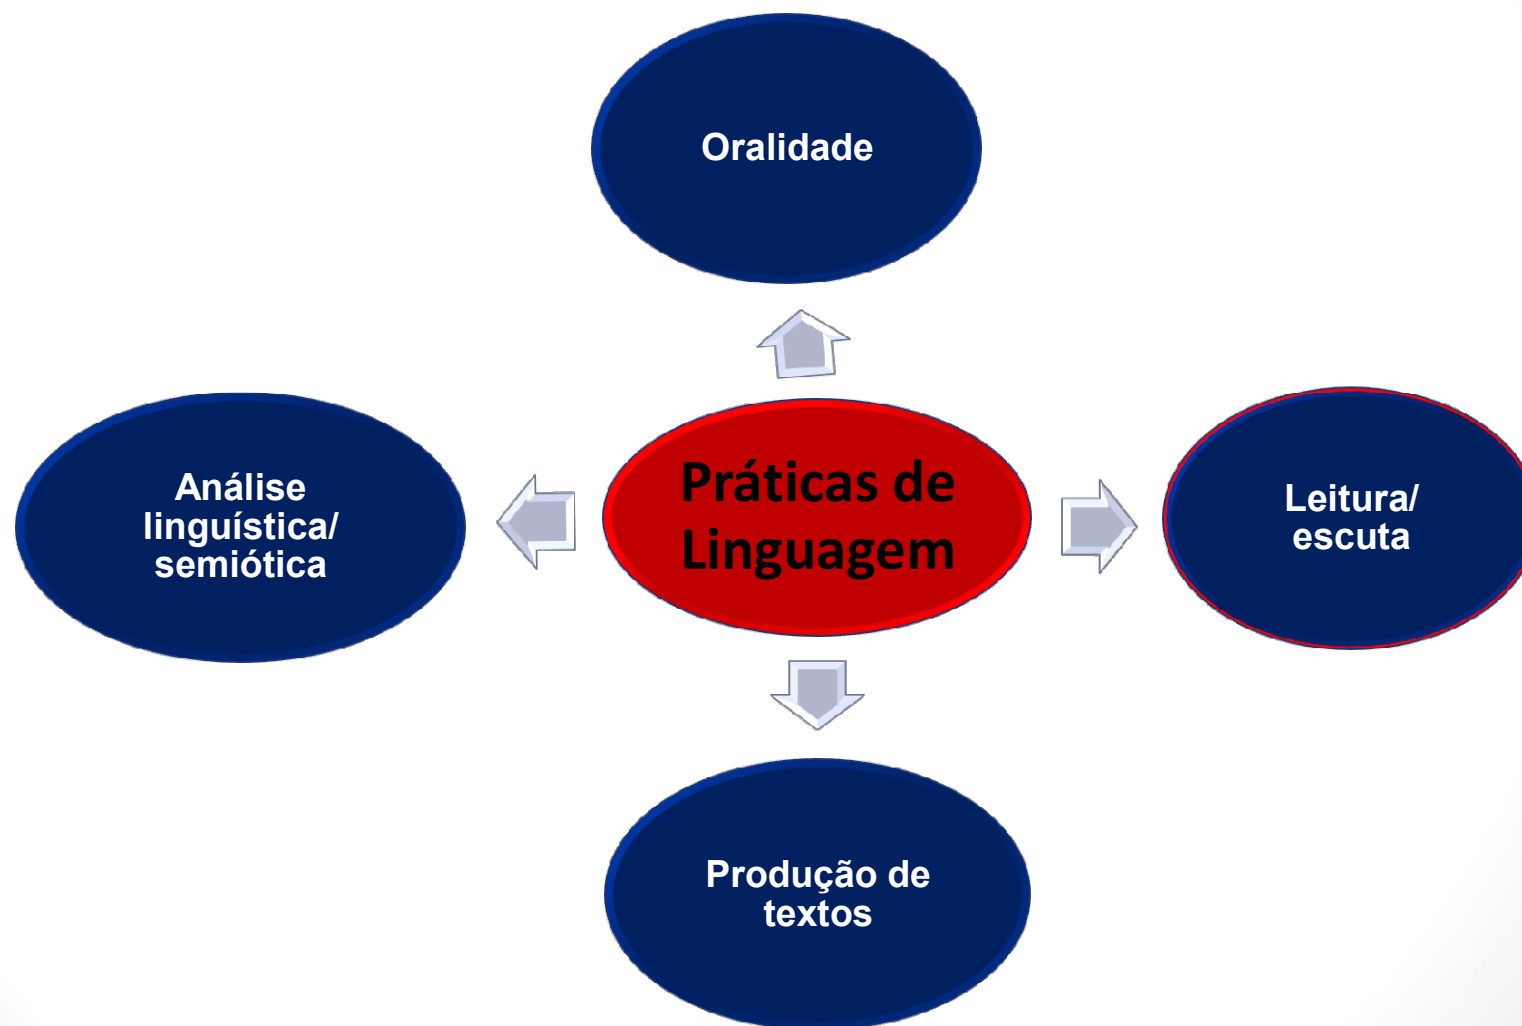 Oralidade
Análise
linguística/
semiótica
Práticas de
Linguagem
Leitura/
escuta
Produção de
textos